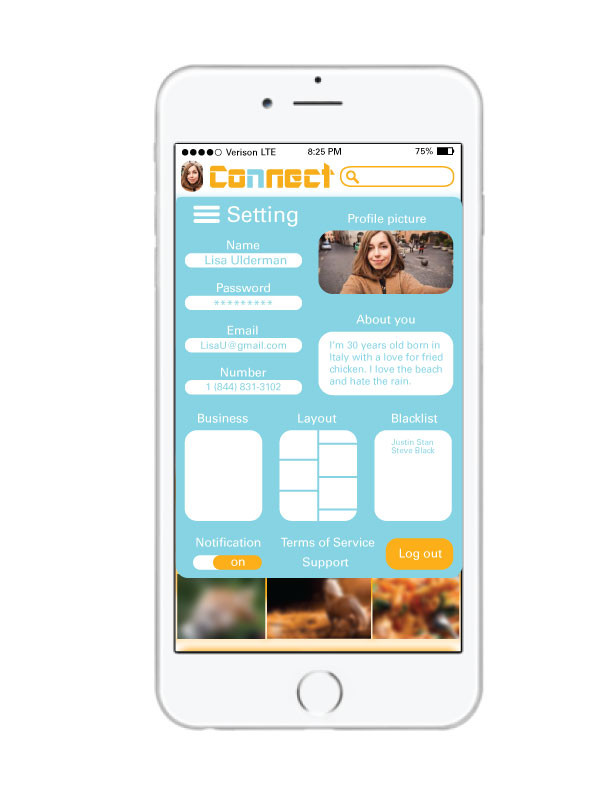 Verison LTE 8:25 PM 75%
Connect
Setting
Profile picture
Name
Lisa Ulderman
Password
*********
Email
LisaU@gmail.com
Number
1 (844) 831-3102
About you
I'm 30 years old born in
Italy with a love for fried
chicken. I love the beach
and hate the rain.
Business
Layout
Blacklist
Justin Stan
Steve Black
Notification
on
Terms of Service
Support
Log out